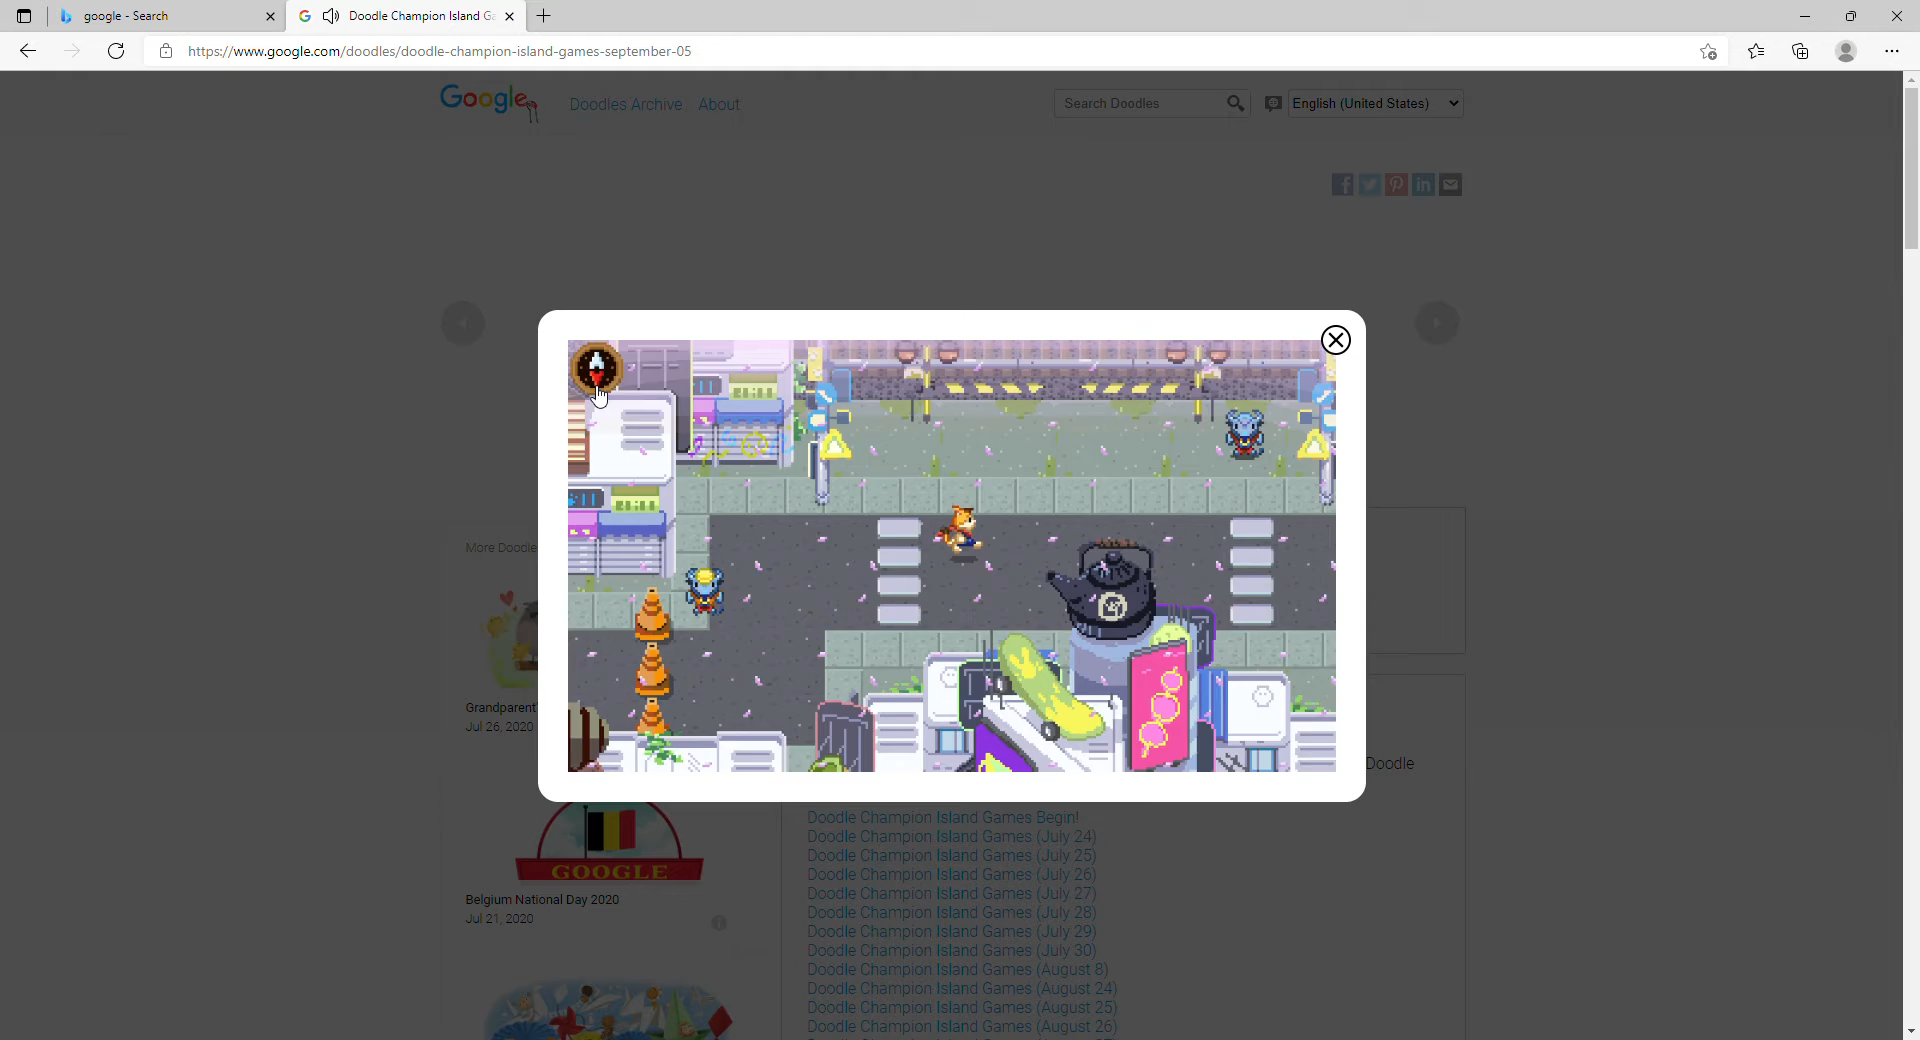 google - Search
Doodle Champion Island Ga
https://www.google.com/doodles/doodle-champion-island-games-september-05
Google
Doodles Archive
About
Search Doodles
English (United States)
More Doodle
Grandparent'
Jul 26, 2020
Doodle
GOOGLE
Belgium National Day 2020
Jul 21, 2020
Doodle Champion Island Games Begin!
Doodle Champion Island Games (July 24)
Doodle Champion Island Games (July 25)
Doodle Champion Island Games (July 26)
Doodle Champion Island Games (July 27)
Doodle Champion Island Games (July 28)
Doodle Champion Island Games (July 29)
Doodle Champion Island Games (July 30)
Doodle Champion Island Games (August 8)
Doodle Champion Island Games (August 24)
Doodle Champion Island Games (August 25)
Doodle Champion Island Games (August 26)